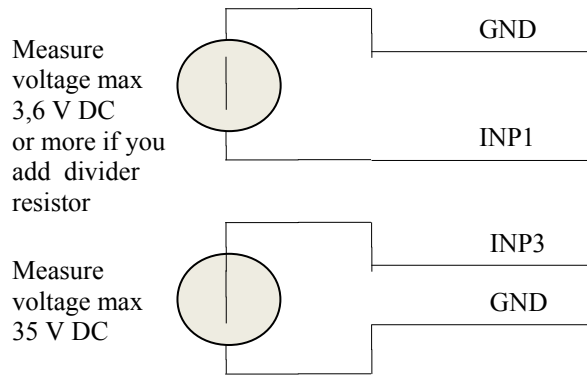 GND
Measure
voltage max
3,6 V DC
or more if you
add divider
resistor
INP1
INP3
Measure
voltage max
35 V DC
GND